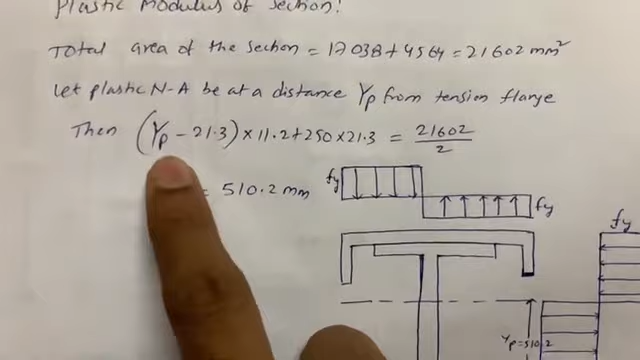 Plastic Modulus of section:
Total area of the section = 17038 + 4564 = 21602 mm²
Let plastic N-A be at a distance Yp from tension flange
Then (Yp - 21.3) × 11.2 + 250 × 21.3 = 21602/2
= 510.2 mm
fy
fy
fy
Yp = 510.2